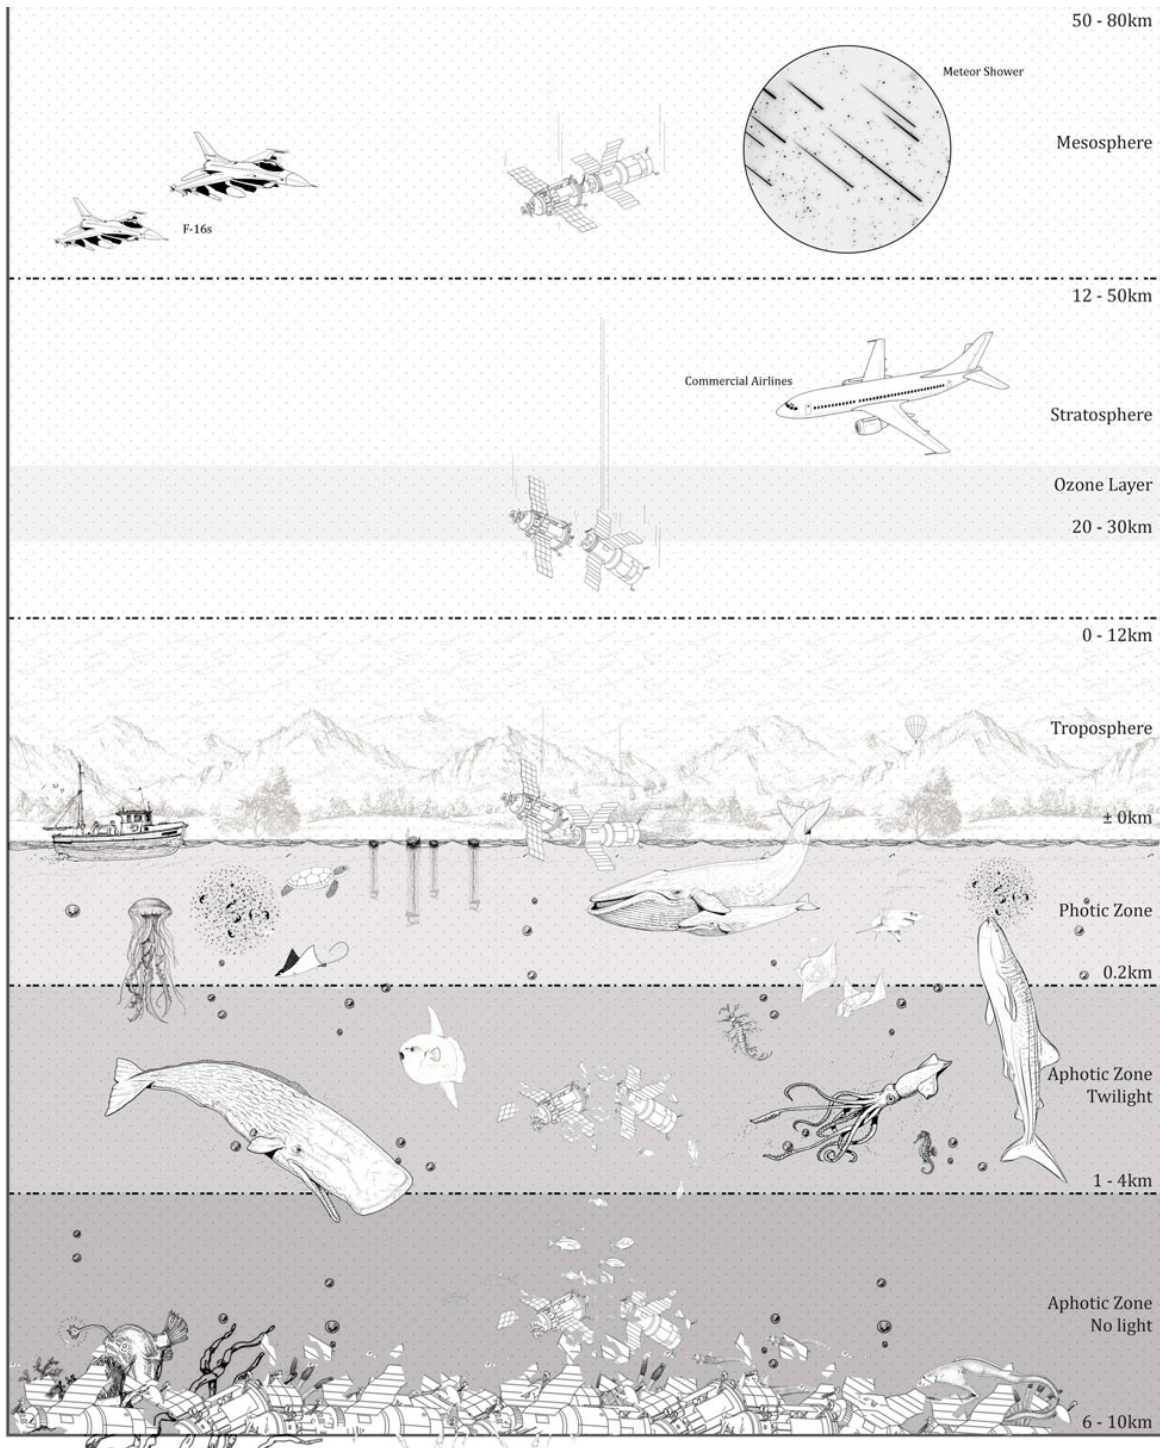 50 - 80km
Meteor Shower
Mesosphere
F-16s
12 - 50km
Commercial Airlines
Stratosphere
Ozone Layer
20 - 30km
0 - 12km
Troposphere
± 0km
Photic Zone
0.2km
Aphotic Zone
Twilight
1 - 4km
Aphotic Zone
No light
6 - 10km